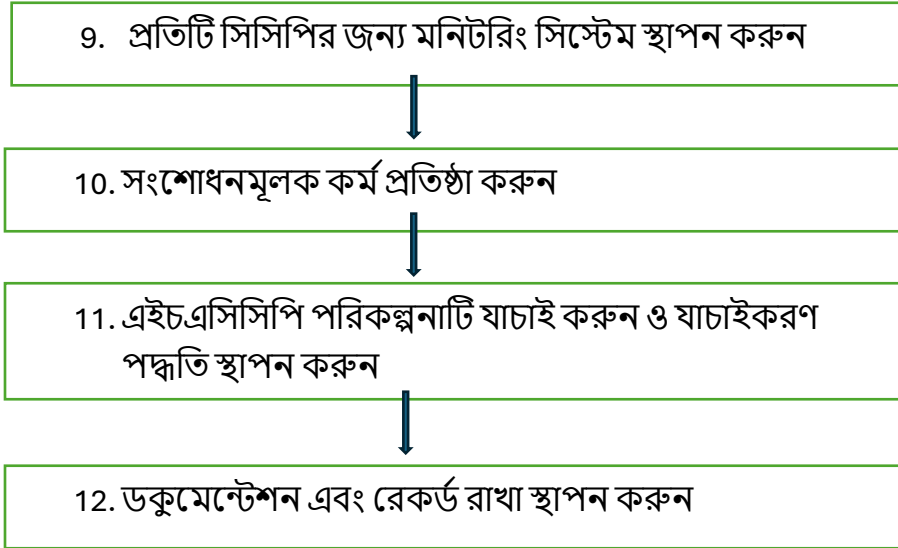 9. প্রতিটি সিসিপির জন্য মনিটরিং সিস্টেম স্থাপন করুন
10. সংশোধনমূলক কর্ম প্রতিষ্ঠা করুন
11. এইচএসিসিপি পরিকল্পনাটি যাচাই করুন ও যাচাইকরণ
পদ্ধতি স্থাপন করুন
12. ডকুমেন্টেশন এবং রেকর্ড রাখা স্থাপন করুন